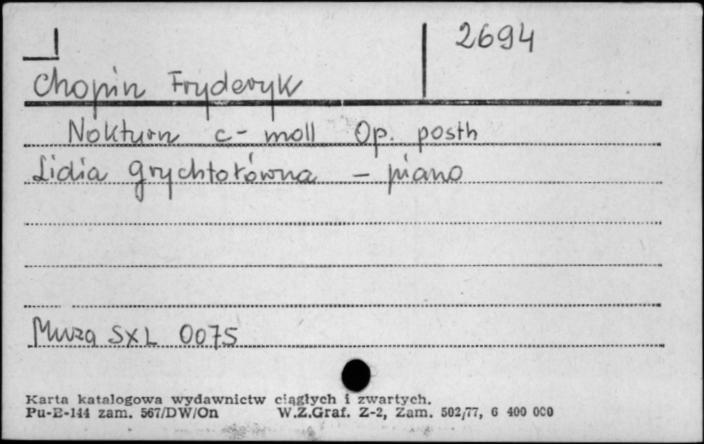 2694
Chopin Fryderyk
Nokturn c-moll Op. posth
Lidia Grychtołówna - piano
Muza SXL 0075
Karta katalogowa wydawnictw ciągłych i zwartych.
Pu-B-144 zam. 567/DW/On W.Z.Graf. Z-2, Zam. 502/77, 6 400 000